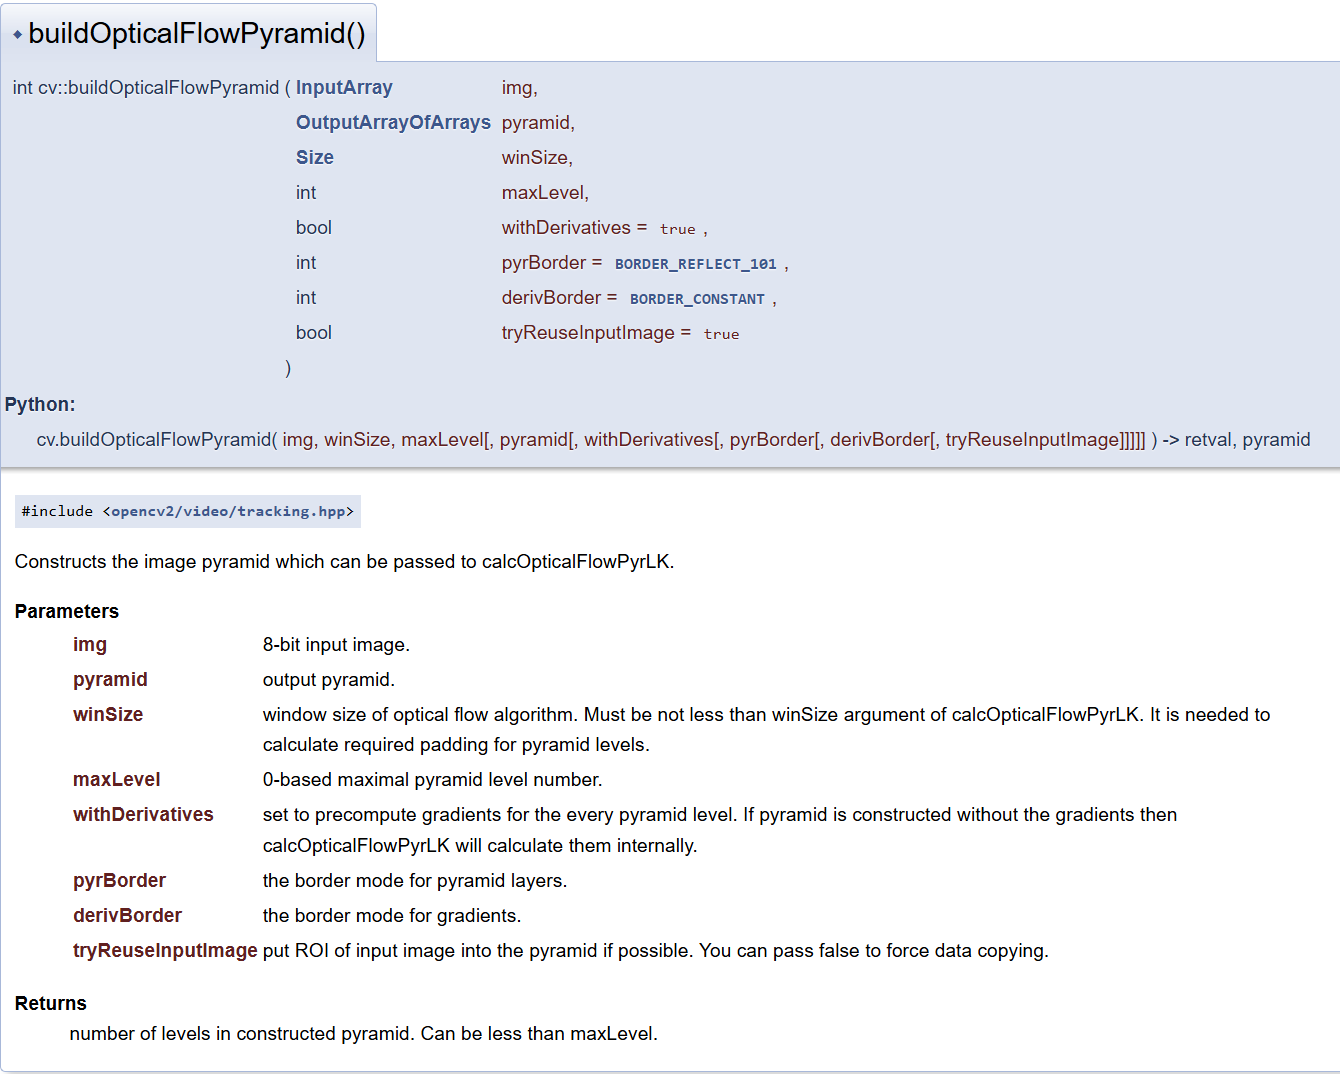 ◆ buildOpticalFlowPyramid()
int cv::buildOpticalFlowPyramid ( InputArray img,
OutputArrayOfArrays pyramid,
Size winSize,
int maxLevel,
bool withDerivatives = true ,
int pyrBorder = BORDER_REFLECT_101 ,
int derivBorder = BORDER_CONSTANT ,
bool tryReuseInputImage = true
)
Python:
cv.buildOpticalFlowPyramid( img, winSize, maxLevel[, pyramid[, withDerivatives[, pyrBorder[, derivBorder[, tryReuseInputImage]]]]] ) -> retval, pyramid
#include <opencv2/video/tracking.hpp>
Constructs the image pyramid which can be passed to calcOpticalFlowPyrLK.
Parameters
img 8-bit input image.
pyramid output pyramid.
winSize window size of optical flow algorithm. Must be not less than winSize argument of calcOpticalFlowPyrLK. It is needed to
calculate required padding for pyramid levels.
maxLevel 0-based maximal pyramid level number.
withDerivatives set to precompute gradients for the every pyramid level. If pyramid is constructed without the gradients then
calcOpticalFlowPyrLK will calculate them internally.
pyrBorder the border mode for pyramid layers.
derivBorder the border mode for gradients.
tryReuseInputImage put ROI of input image into the pyramid if possible. You can pass false to force data copying.
Returns
number of levels in constructed pyramid. Can be less than maxLevel.